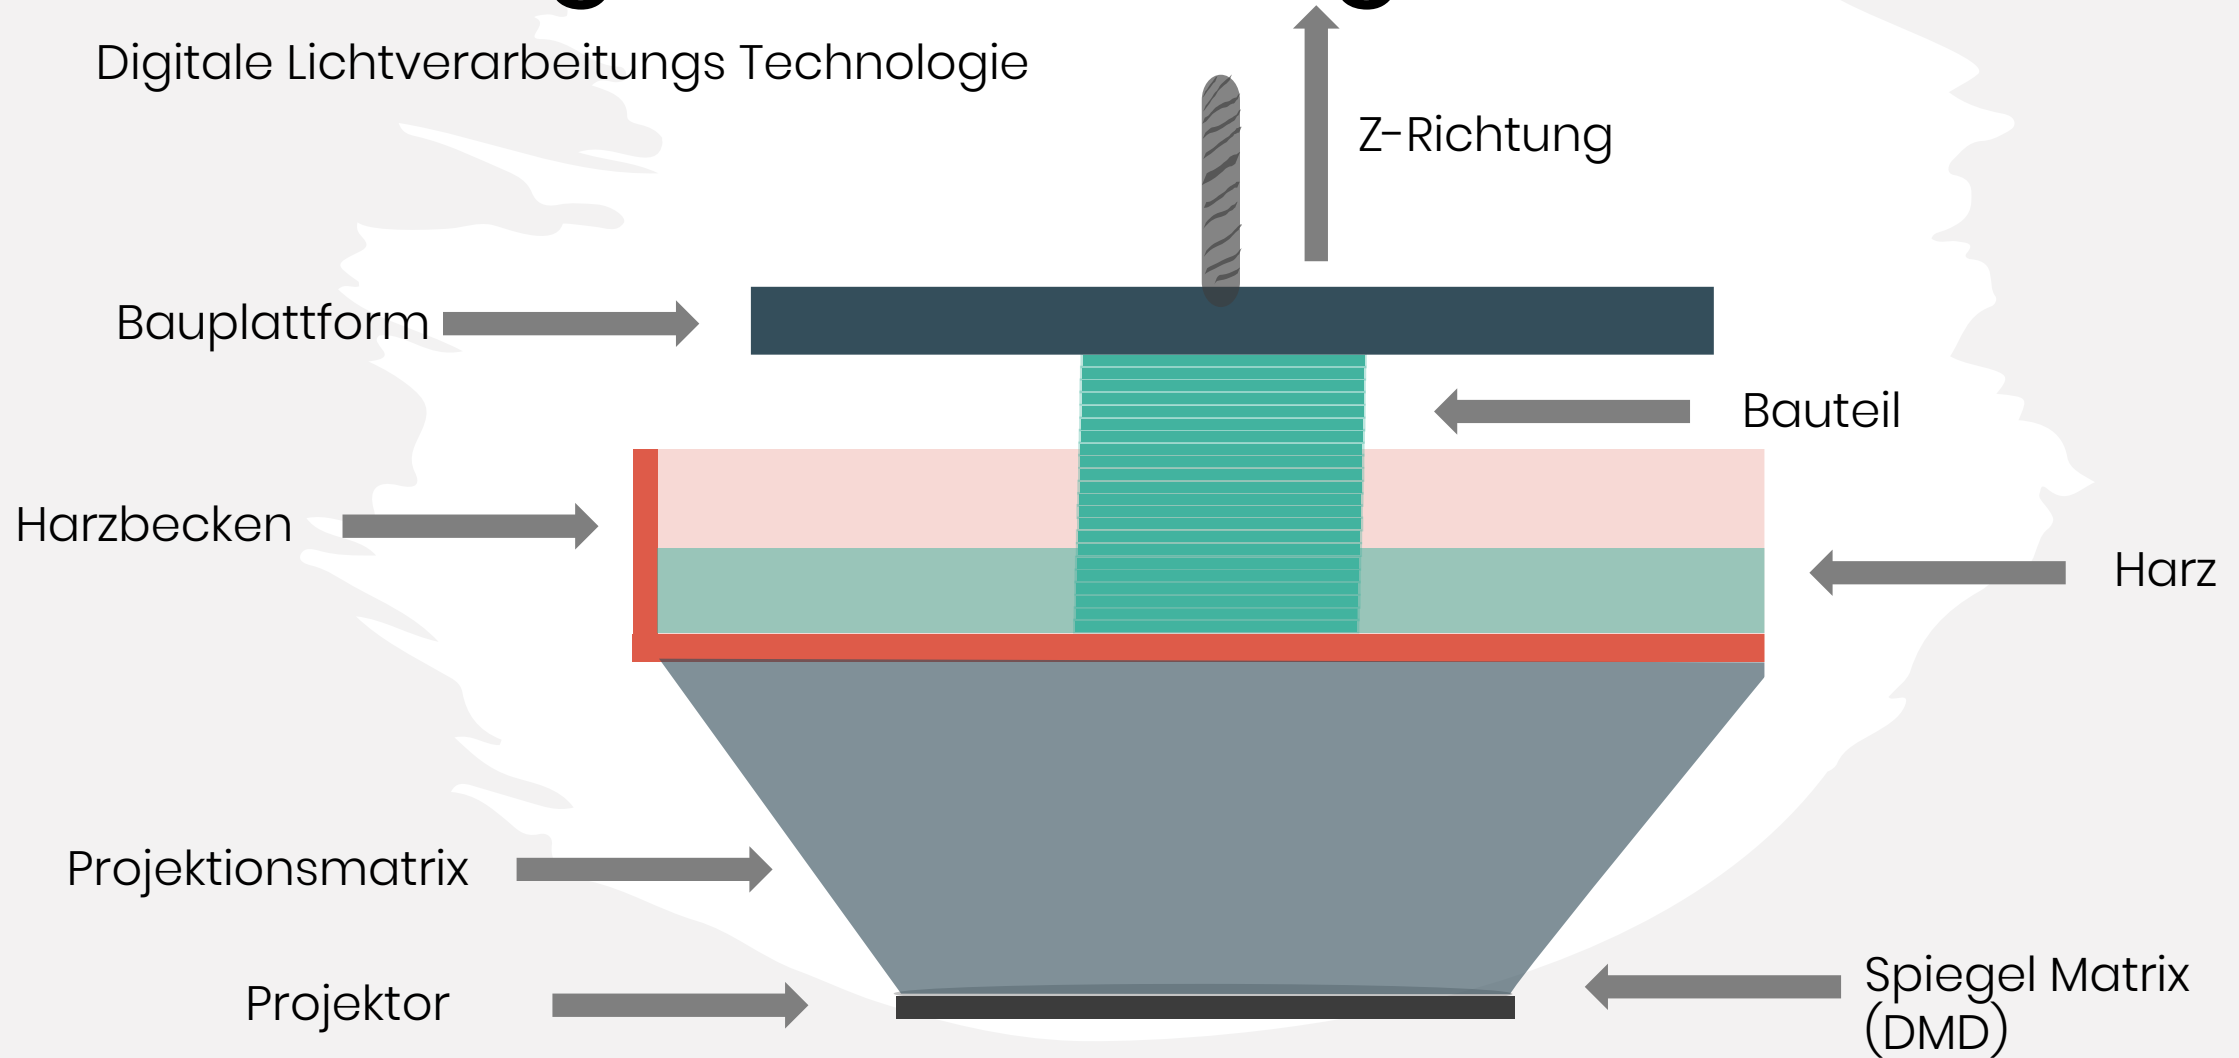 Digitale Lichtverarbeitungs Technologie
Z-Richtung
Bauplattform
Bauteil
Harzbecken
Harz
Projektionsmatrix
Projektor
Spiegel Matrix
(DMD)